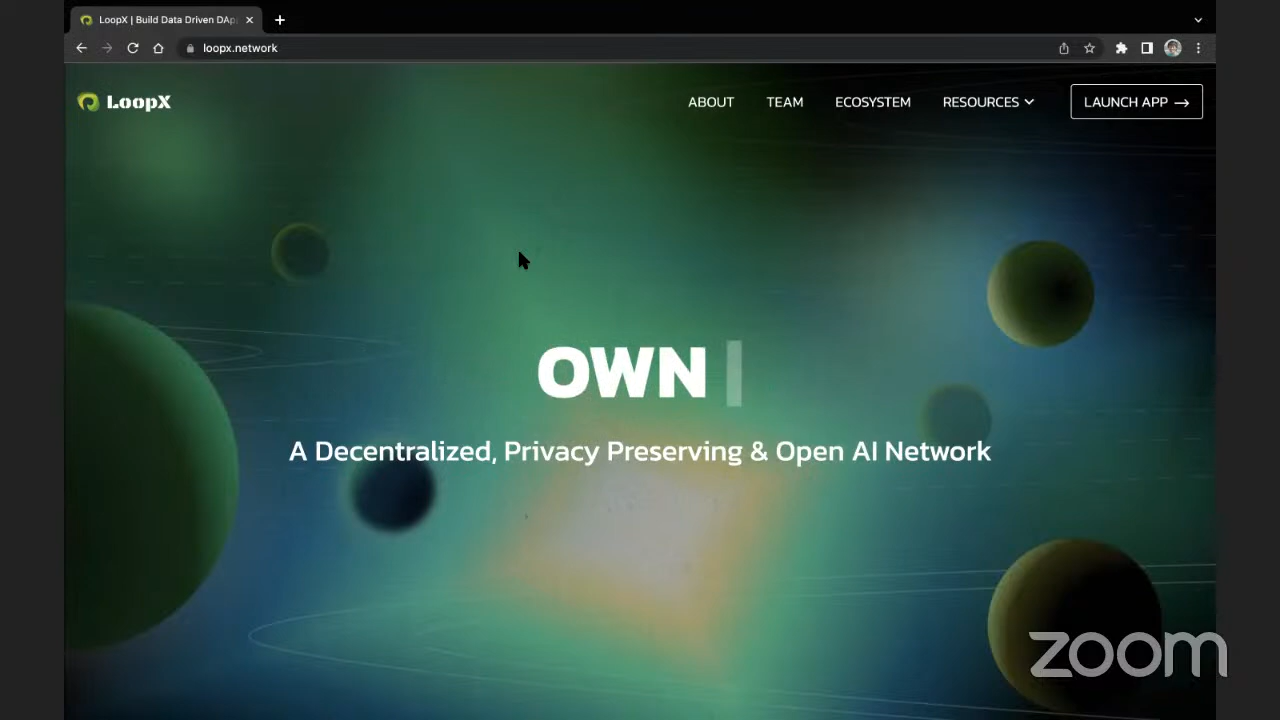 LoopX | Build Data Driven DAp
loopx.network
LoopX
ABOUT TEAM ECOSYSTEM RESOURCES LAUNCH APP →
OWN
A Decentralized, Privacy Preserving & Open AI Network
zoom